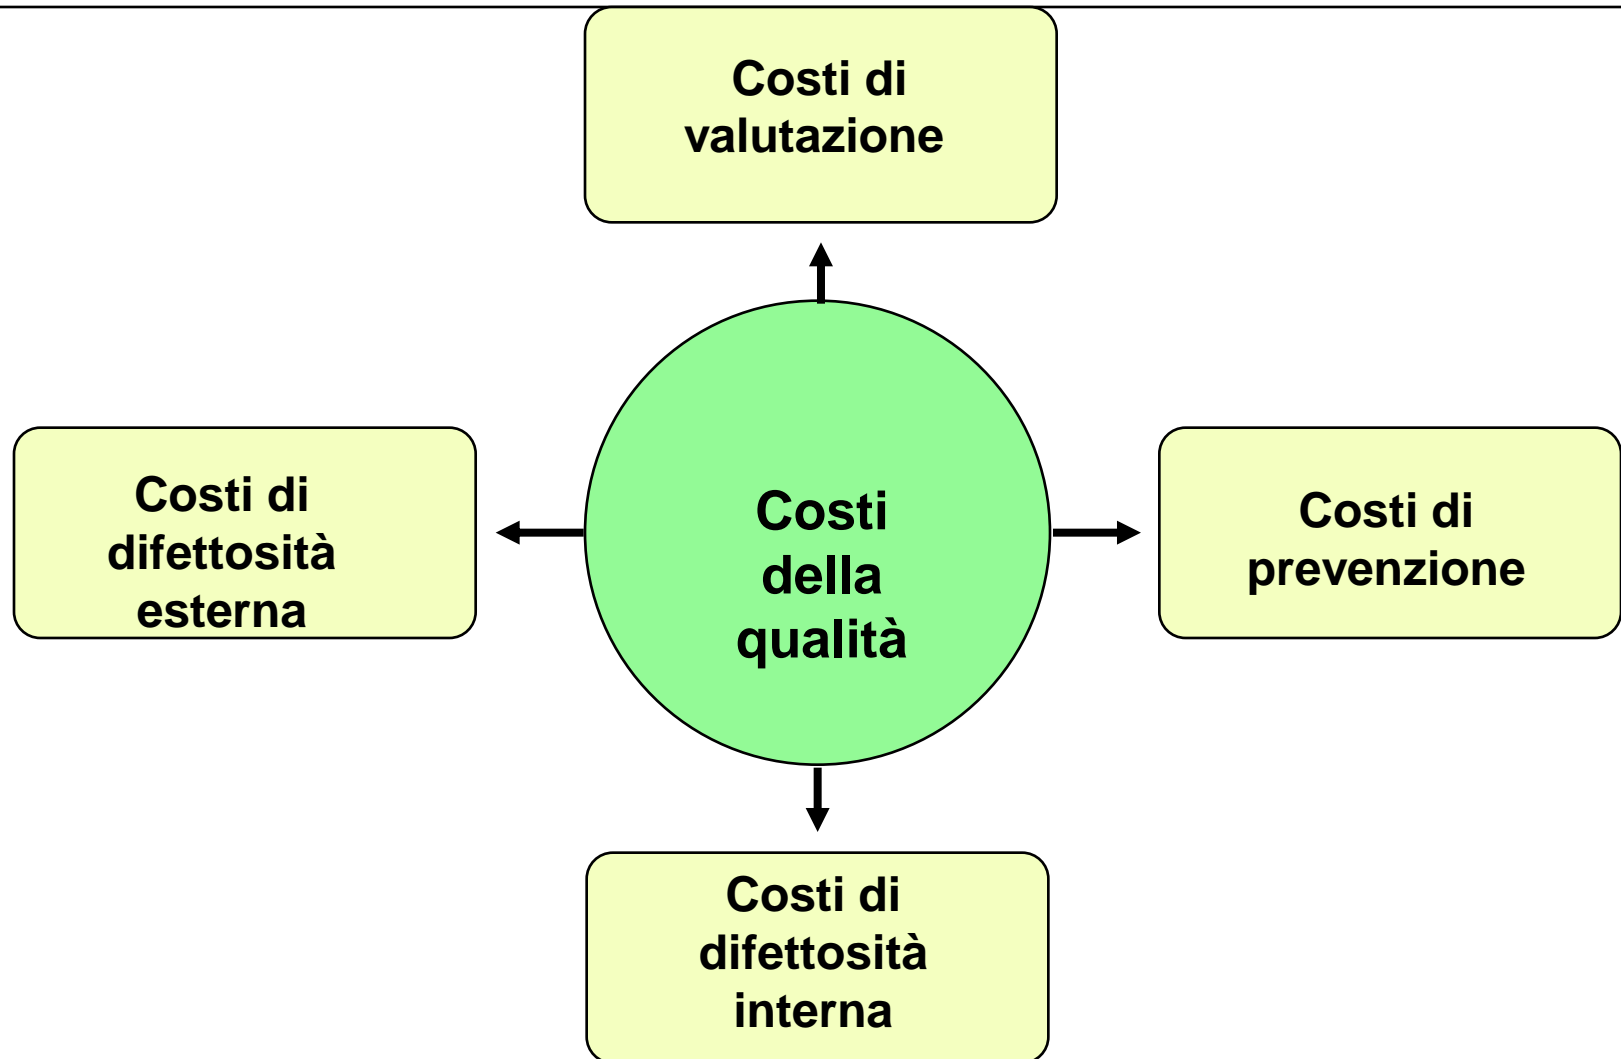 Costi di
valutazione
Costi di
difettosità
esterna
Costi
della
qualità
Costi di
prevenzione
Costi di
difettosità
interna